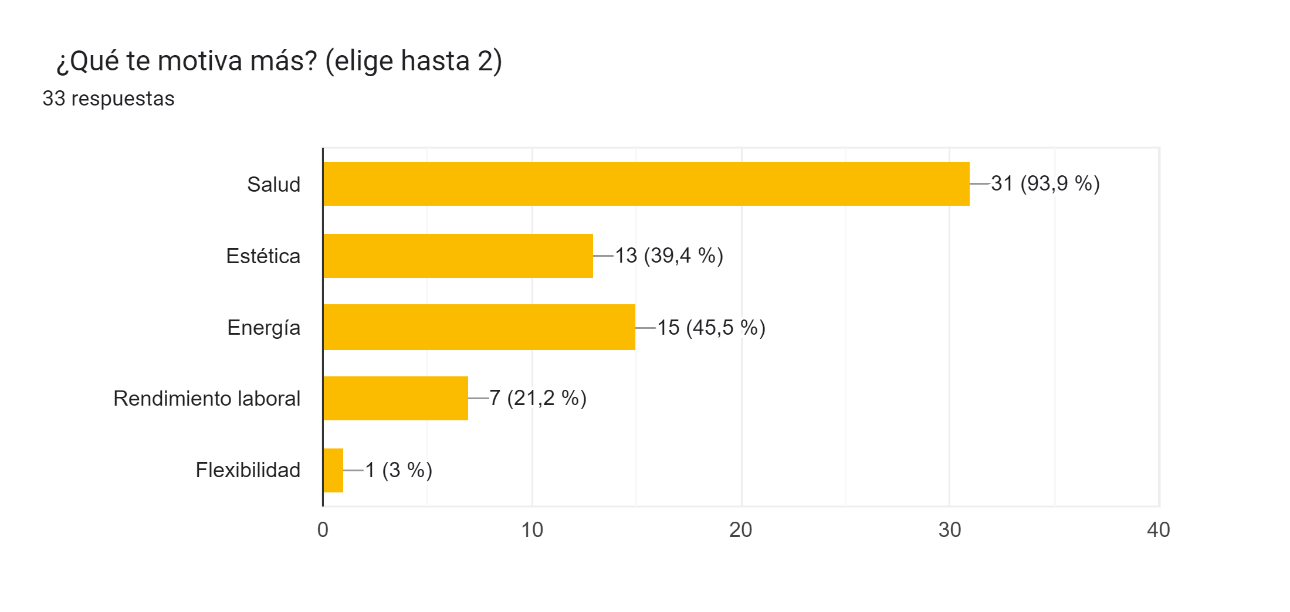 ¿Qué te motiva más? (elige hasta 2)
33 respuestas
Salud 31 (93,9 %)
Estética 13 (39,4 %)
Energía 15 (45,5 %)
Rendimiento laboral 7 (21,2 %)
Flexibilidad 1 (3 %)
0 10 20 30 40